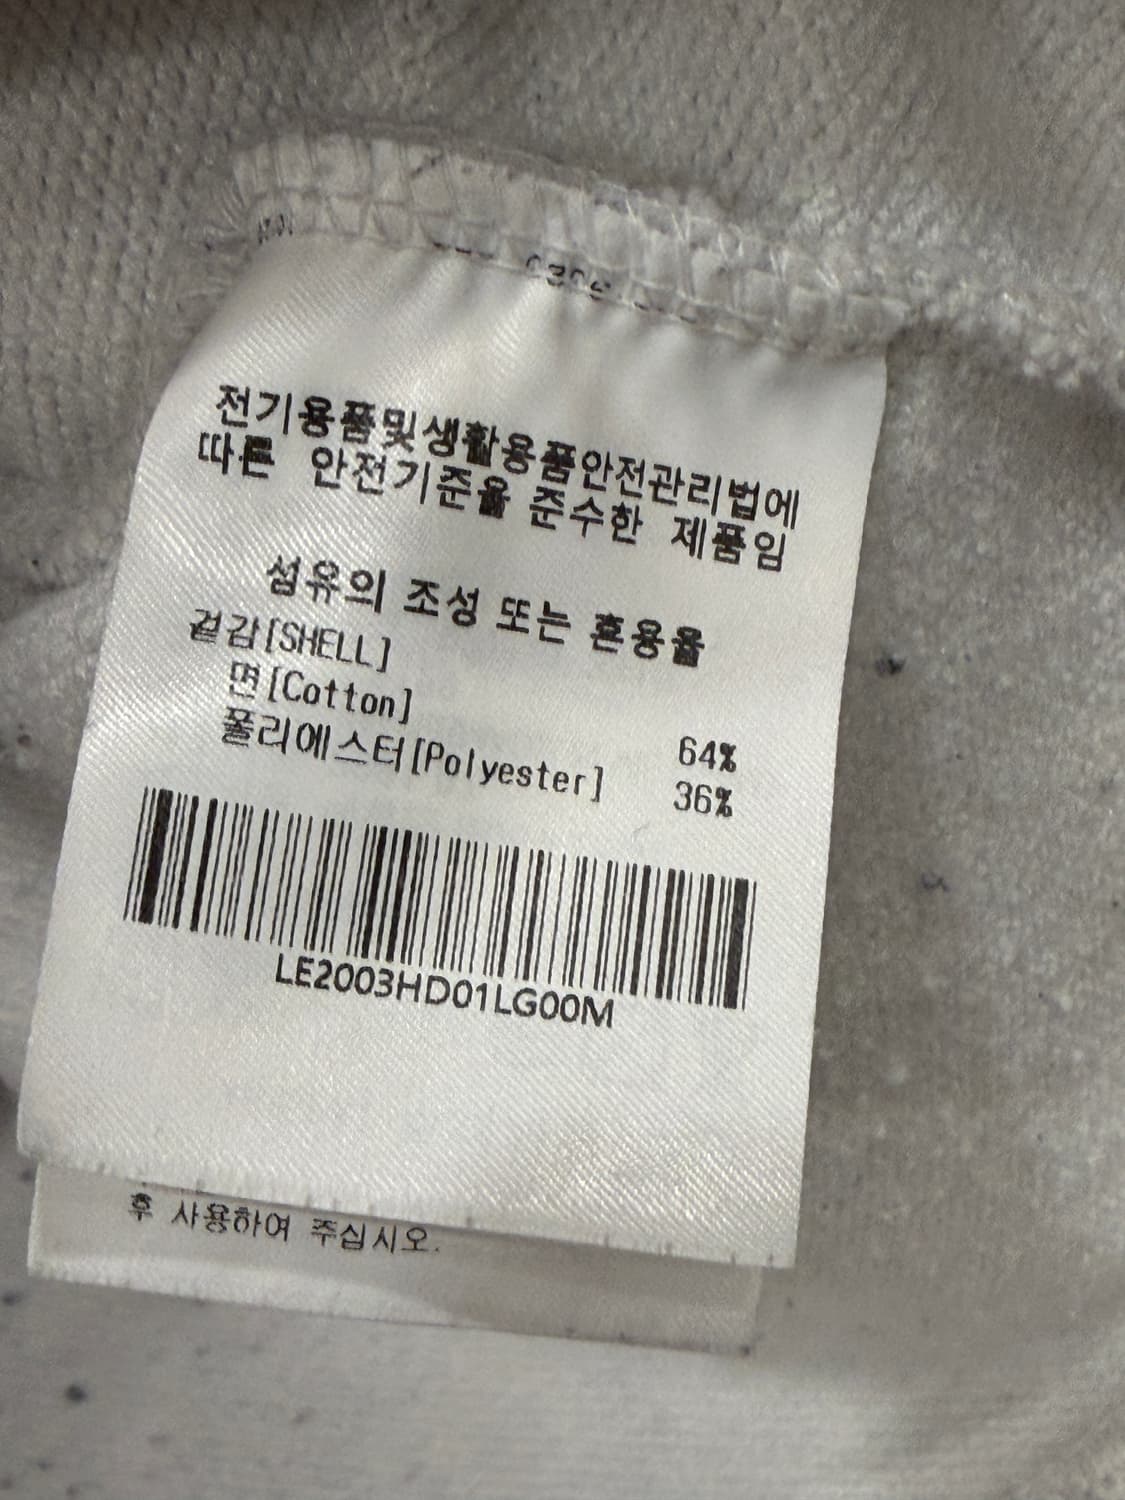 전기용품및생활용품안전관리법에
따른 안전기준을 준수한 제품임
섬유의 조성 또는 혼용율
겉감[SHELL]
면[Cotton] 64%
폴리에스터[Polyester] 36%
LE2003HD01LG00M
후 사용하여 주십시오.